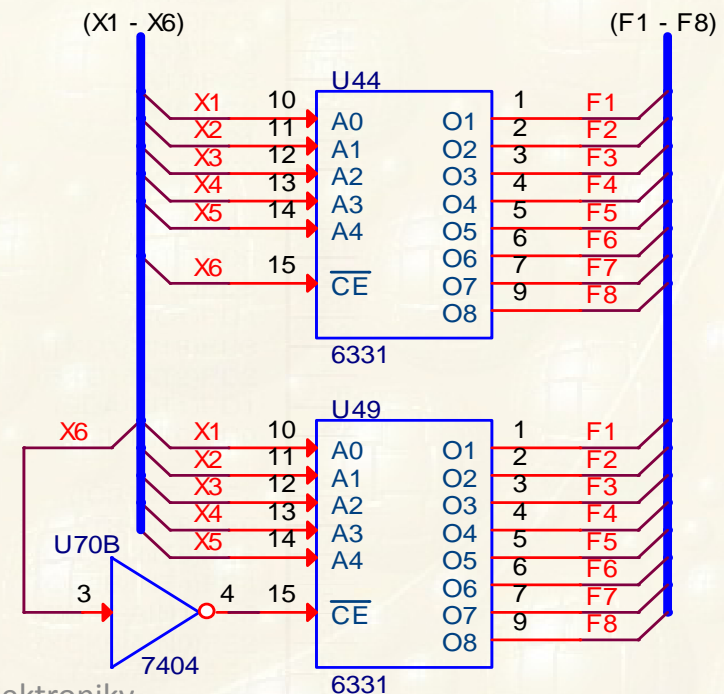 (X1 - X6) (F1 - F8)
U44
X1 10 A0 O1 1 F1
X2 11 A1 O2 2 F2
X3 12 A2 O3 3 F3
X4 13 A3 O4 4 F4
X5 14 A4 O5 5 F5
O6 6 F6
X6 15 CE O7 7 F7
O8 9 F8
6331
U49
X6 X1 10 A0 O1 1 F1
X2 11 A1 O2 2 F2
X3 12 A2 O3 3 F3
X4 13 A3 O4 4 F4
U70B X5 14 A4 O5 5 F5
O6 6 F6
3 4 15 CE O7 7 F7
O8 9 F8
7404
6331